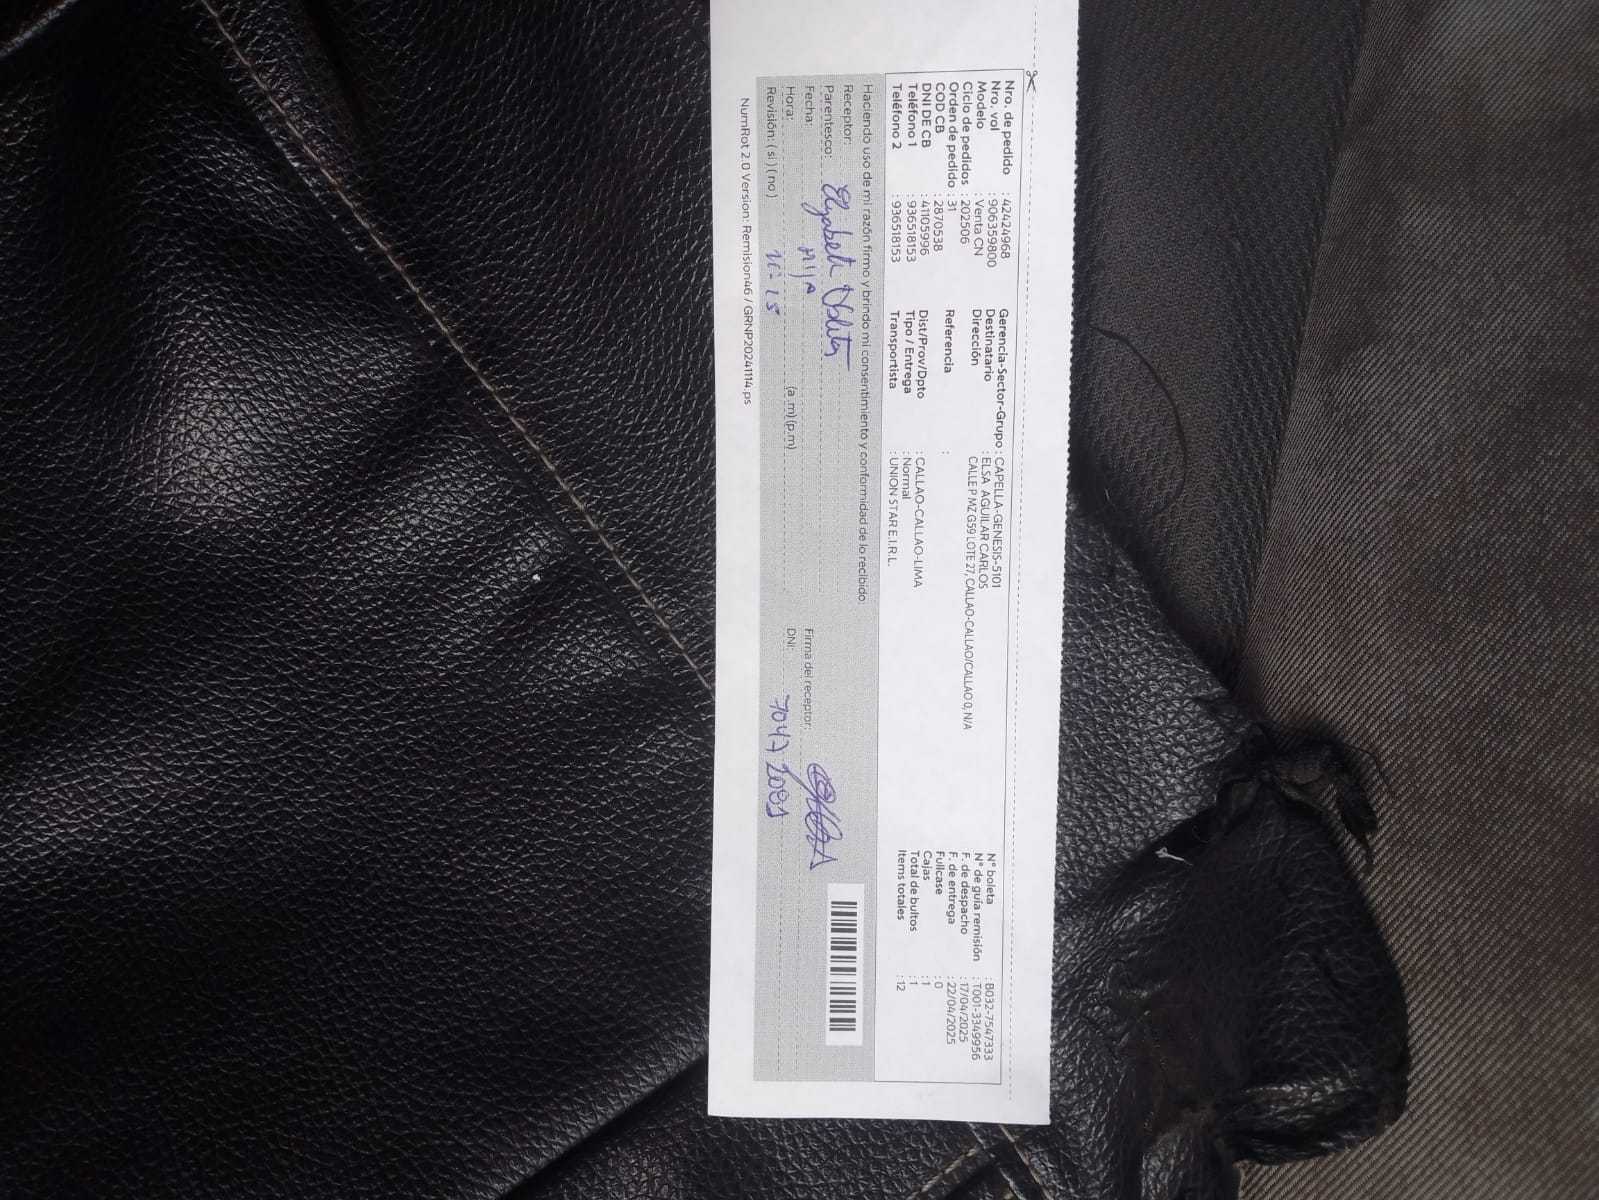 Nro. de pedido : 42424968
Nro. vol : 906359800
Modelo : Venta CN
Ciclo de pedidos : 202506
Orden de pedido : 31
COD CB : 2870538
DNI DE CB : 41105996
Teléfono 1 : 936518153
Teléfono 2 : 936518153
Gerencia-Sector-Grupo : CAPELLA-GENESIS-5101
Destinatario : ELSA AGUILAR CARLOS
Dirección CALLE P MZ G59 LOTE 27, CALLAO-CALLAO/CALLAO 0, N/A
Referencia :
Dist/Prov/Dpto : CALLAO-CALLAO-LIMA
Tipo / Entrega : Normal
Transportista : UNION STAR E.I.R.L.
N° boleta : B032-7547333
N° de guía remisión : T001-3349956
F. de despacho : 17/04/2025
F. de entrega : 22/04/2025
Fullcase : 0
Cajas : 1
Total de bultos : 1
Items totales : 12
Haciendo uso de mi razón firmo y brindo mi consentimiento y conformidad de lo recibido:
Receptor:
Parentesco: Elizabeth
Fecha: HIJA Firma del receptor:
Hora: (a .m) (p.m) DNI: 70472001
Revisión: ( si ) ( no )
NumRot 2.0 Version: Remision46 / GRNP20241114.ps